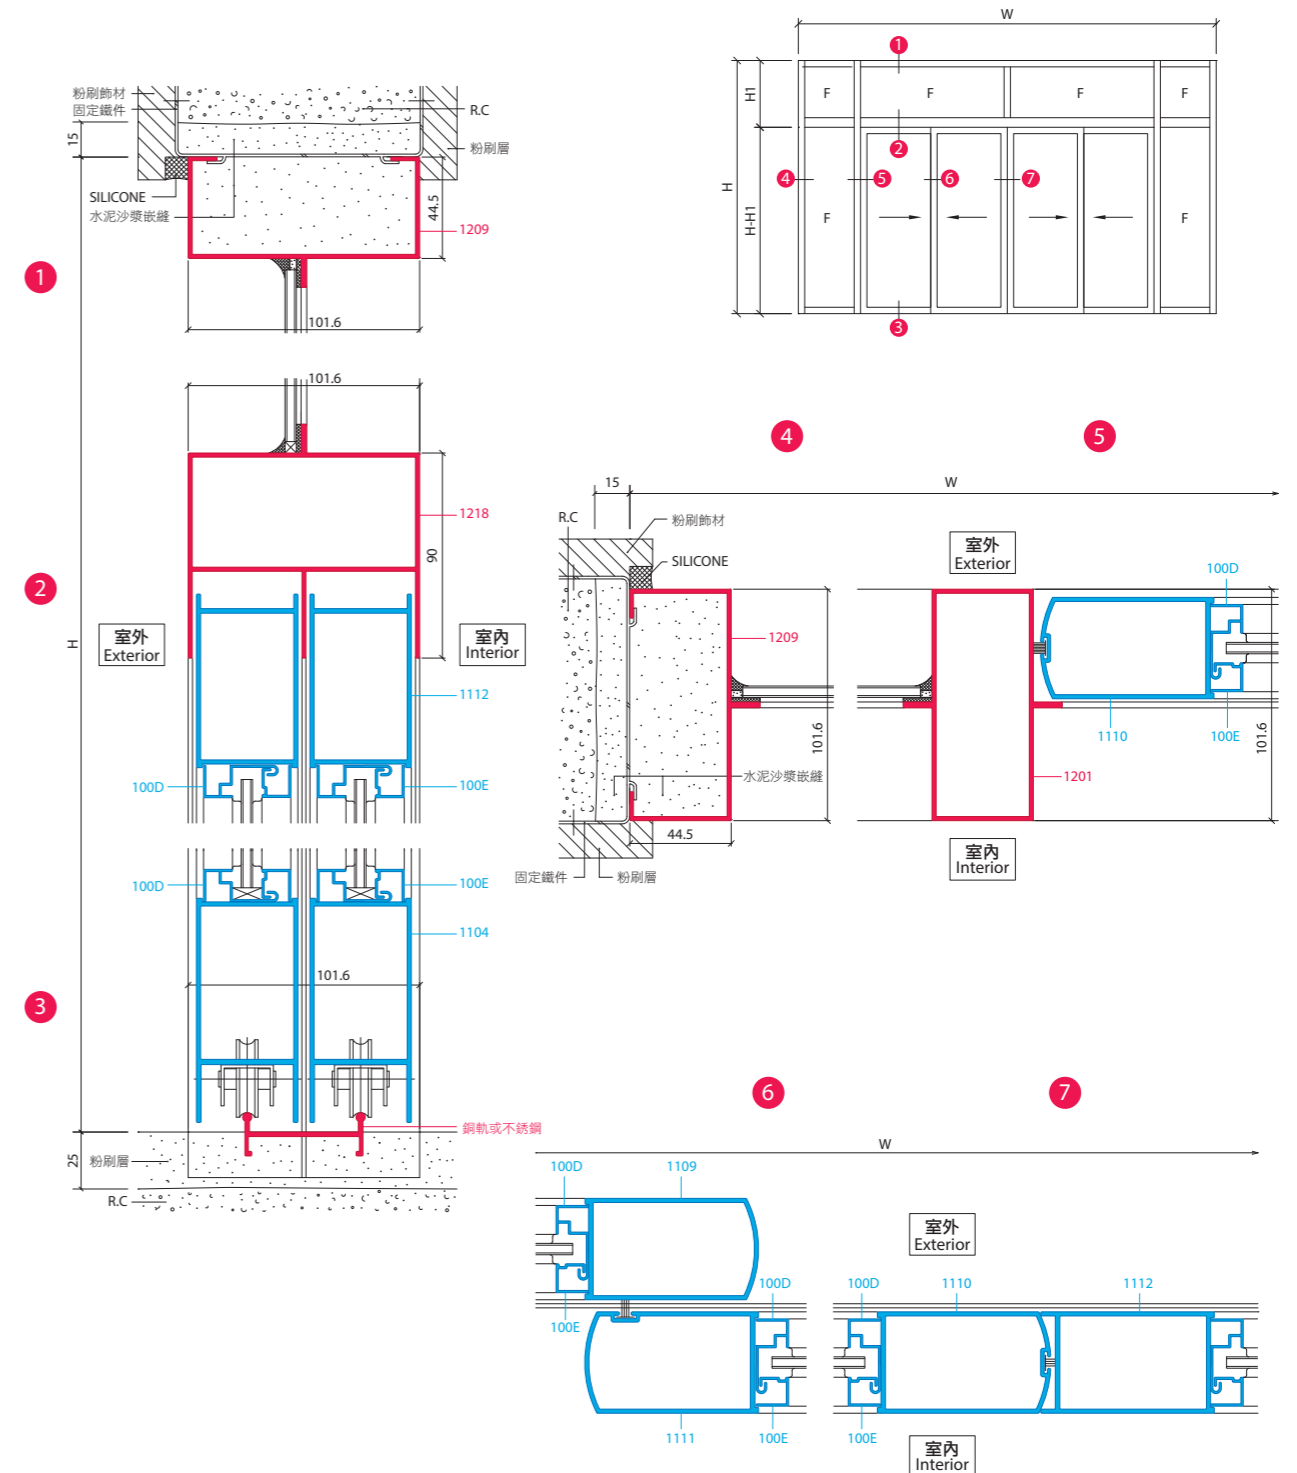 粉刷飾材
固定鐵件
R.C
15
粉刷層
SILICONE
水泥沙漿嵌縫
44.5
1209
1
101.6
W
1
H1
F
F
F
F
2
H
H-H1
4
5
6
7
F
F
3
101.6
1218
90
2
H
室外
Exterior
室內
Interior
1112
100D
100E
100D
100E
1104
101.6
3
銅軌或不銹鋼
25
粉刷層
R.C
4
5
15
W
R.C
粉刷飾材
SILICONE
室外
Exterior
100D
1209
101.6
1110
100E
101.6
水泥沙漿嵌縫
1201
44.5
室內
Interior
固定鐵件
粉刷層
6
7
W
100D
1109
室外
Exterior
100E
100D
100D
1110
1112
1111
100E
100E
室內
Interior